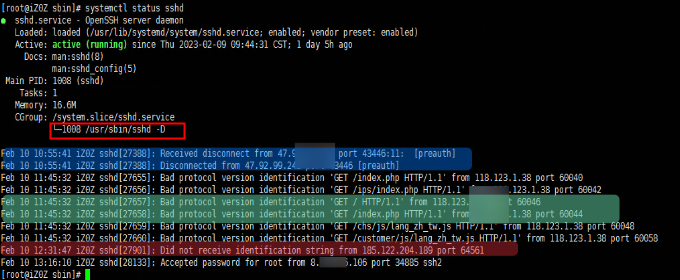 [root@iZ0Z sbin]# systemctl status sshd
● sshd.service - OpenSSH server daemon
Loaded: loaded (/usr/lib/systemd/system/sshd.service; enabled; vendor preset: enabled)
Active: active (running) since Thu 2023-02-09 09:44:31 CST; 1 day 5h ago
Docs: man:sshd(8)
man:sshd_config(5)
Main PID: 1008 (sshd)
Tasks: 1
Memory: 16.6M
CGroup: /system.slice/sshd.service
└─1008 /usr/sbin/sshd -D
Feb 10 10:55:41 iZ0Z sshd[27388]: Received disconnect from 47.9 port 43446:11: [preauth]
Feb 10 10:55:41 iZ0Z sshd[27388]: Disconnected from 47.92.99.24 3446 [preauth]
Feb 10 11:45:32 iZ0Z sshd[27655]: Bad protocol version identification 'GET /index.php HTTP/1.1' from 118.123.1.38 port 60040
Feb 10 11:45:32 iZ0Z sshd[27656]: Bad protocol version identification 'GET /ips/index.php HTTP/1.1' .123.1.38 port 60042
Feb 10 11:45:32 iZ0Z sshd[27657]: Bad protocol version identification 'GET / HTTP/1.1' from 118. port 60046
Feb 10 11:45:32 iZ0Z sshd[27658]: Bad protocol version identification 'GET /index.php HTTP/1.1' from 118.123.1.38 port 60044
Feb 10 11:45:32 iZ0Z sshd[27659]: Bad protocol version identification 'GET /chs/js/lang_zh_tw.js HTTP/1.1' from 118.123.1.38 port 60048
Feb 10 11:45:32 iZ0Z sshd[27660]: Bad protocol version identification 'GET /customer/js/lang_zh_tw.js HTTP/1.1' from 118.123.1.38 port 60058
Feb 10 12:31:47 iZ0Z sshd[27901]: Did not receive identification string from 185.122.204.189 port 64561
Feb 10 13:16:10 iZ0Z sshd[28133]: Accepted password for root from 8. .106 port 34885 ssh2
[root@iZ0Z sbin]#